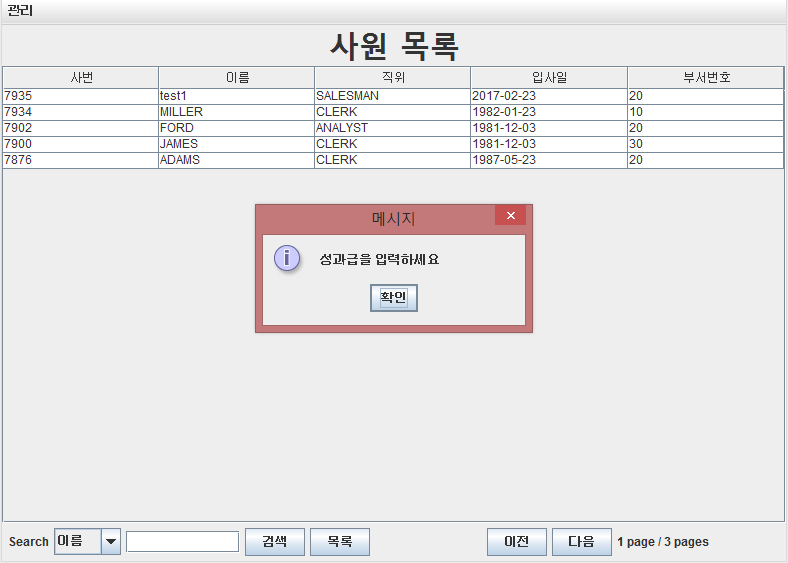 관리
사원 목록
사번 이름 직위 입사일 부서번호
7935 test1 SALESMAN 2017-02-23 20
7934 MILLER CLERK 1982-01-23 10
7902 FORD ANALYST 1981-12-03 20
7900 JAMES CLERK 1981-12-03 30
7876 ADAMS CLERK 1987-05-23 20
메시지
성과급을 입력하세요
확인
Search 이름 검색 목록 이전 다음 1 page / 3 pages